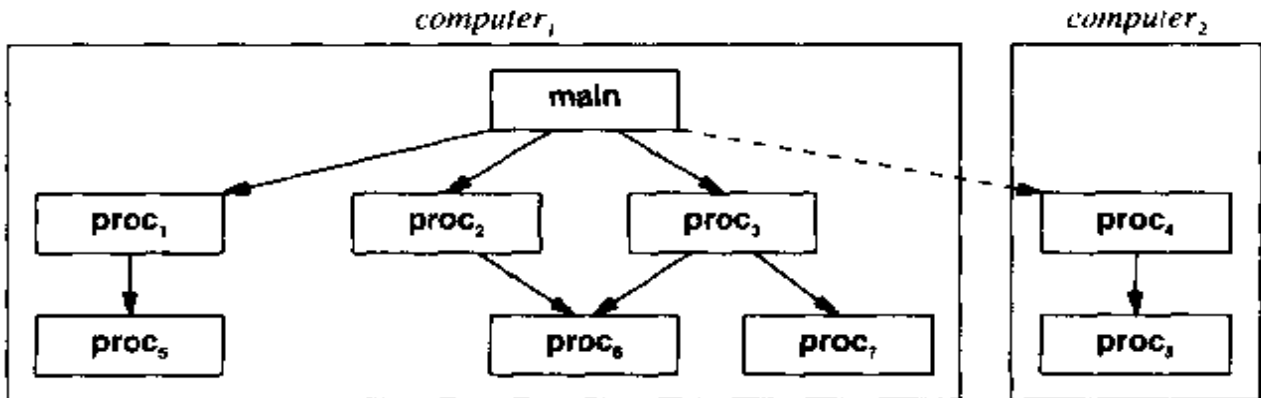 computer₁ computer₂
main
proc₁ proc₂ proc₃ proc₄
proc₅ proc₆ proc₇ proc₈